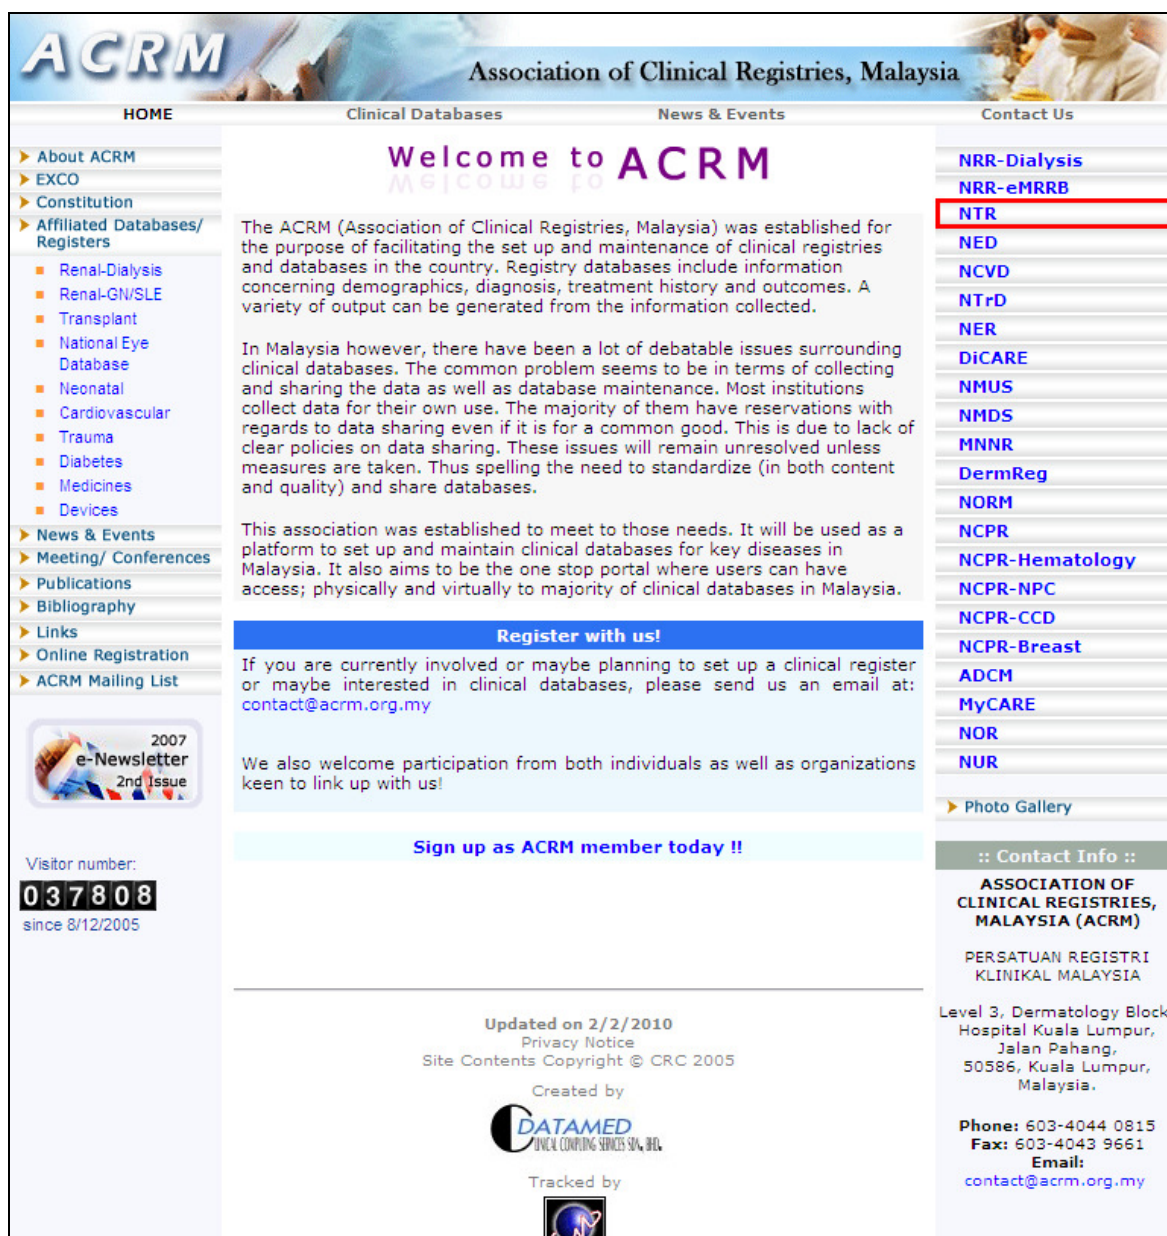 ACRM
Association of Clinical Registries, Malaysia
HOME
Clinical Databases
News & Events
Contact Us
About ACRM
EXCO
Constitution
Affiliated Databases/
Registers
Renal-Dialysis
Renal-GN/SLE
Transplant
National Eye
Database
Neonatal
Cardiovascular
Trauma
Diabetes
Medicines
Devices
News & Events
Meeting/ Conferences
Publications
Bibliography
Links
Online Registration
ACRM Mailing List
2007
e-Newsletter
2nd Issue
Visitor number:
037808
since 8/12/2005
Welcome to ACRM
The ACRM (Association of Clinical Registries, Malaysia) was established for
the purpose of facilitating the set up and maintenance of clinical registries
and databases in the country. Registry databases include information
concerning demographics, diagnosis, treatment history and outcomes. A
variety of output can be generated from the information collected.
In Malaysia however, there have been a lot of debatable issues surrounding
clinical databases. The common problem seems to be in terms of collecting
and sharing the data as well as database maintenance. Most institutions
collect data for their own use. The majority of them have reservations with
regards to data sharing even if it is for a common good. This is due to lack of
clear policies on data sharing. These issues will remain unresolved unless
measures are taken. Thus spelling the need to standardize (in both content
and quality) and share databases.
This association was established to meet to those needs. It will be used as a
platform to set up and maintain clinical databases for key diseases in
Malaysia. It also aims to be the one stop portal where users can have
access; physically and virtually to majority of clinical databases in Malaysia.
Register with us!
If you are currently involved or maybe planning to set up a clinical register
or maybe interested in clinical databases, please send us an email at:
contact@acrm.org.my
We also welcome participation from both individuals as well as organizations
keen to link up with us!
Sign up as ACRM member today !!
Updated on 2/2/2010
Privacy Notice
Site Contents Copyright © CRC 2005
Created by
DATAMED
CLINICAL COMPUTING SERVICES SDN. BHD.
Tracked by
NRR-Dialysis
NRR-eMRRB
NTR
NED
NCVD
NTrD
NER
DiCARE
NMUS
NMDS
MNNR
DermReg
NORM
NCPR
NCPR-Hematology
NCPR-NPC
NCPR-CCD
NCPR-Breast
ADCM
MyCARE
NOR
NUR
Photo Gallery
:: Contact Info ::
ASSOCIATION OF
CLINICAL REGISTRIES,
MALAYSIA (ACRM)
PERSATUAN REGISTRI
KLINIKAL MALAYSIA
Level 3, Dermatology Block
Hospital Kuala Lumpur,
Jalan Pahang,
50586, Kuala Lumpur,
Malaysia.
Phone: 603-4044 0815
Fax: 603-4043 9661
Email:
contact@acrm.org.my